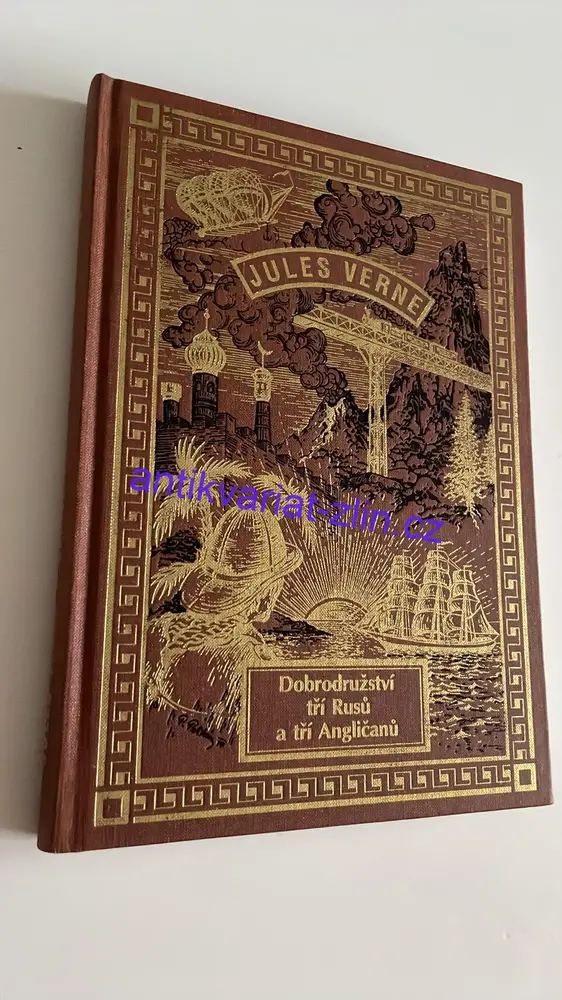 JULES VERNE
antikvariat-zlin.cz
Dobrodružství
tří Rusů
a tří Angličanů